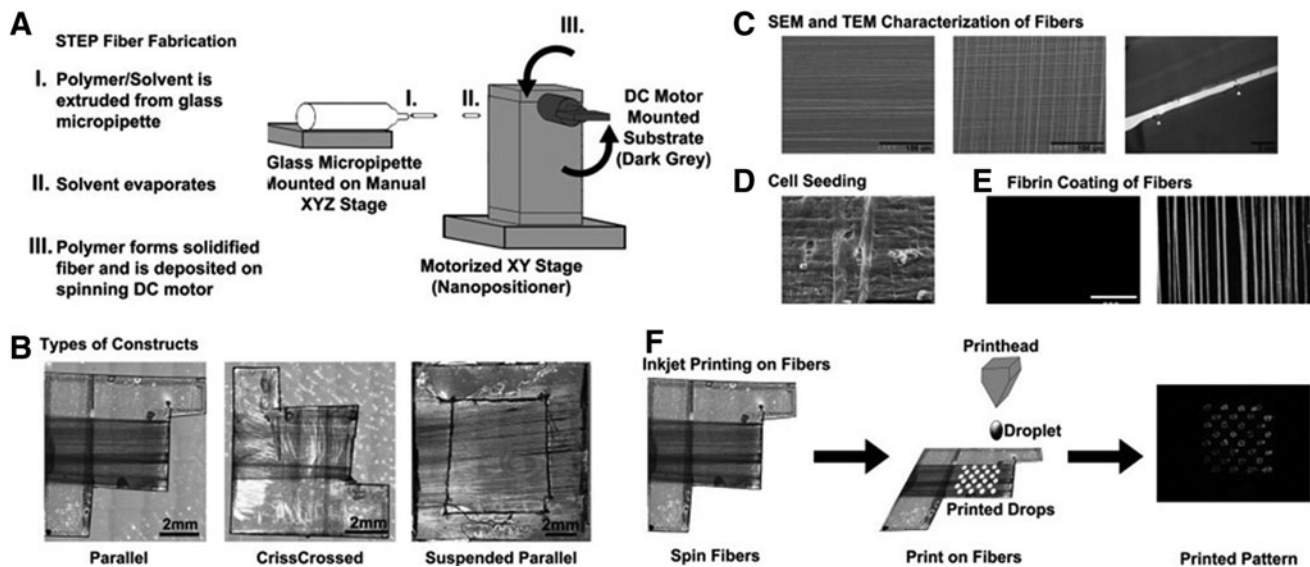 A
STEP Fiber Fabrication
I. Polymer/Solvent is
extruded from glass
micropipette
II. Solvent evaporates
III. Polymer forms solidified
fiber and is deposited on
spinning DC motor
I.
II.
III.
Glass Micropipette
Mounted on Manual
XYZ Stage
DC Motor
Mounted
Substrate
(Dark Grey)
Motorized XY Stage
(Nanopositioner)
B Types of Constructs
2mm
2mm
2mm
Parallel
CrissCrossed
Suspended Parallel
C SEM and TEM Characterization of Fibers
D Cell Seeding
E Fibrin Coating of Fibers
F
Inkjet Printing on Fibers
Printhead
Droplet
Printed Drops
Spin Fibers
Print on Fibers
Printed Pattern